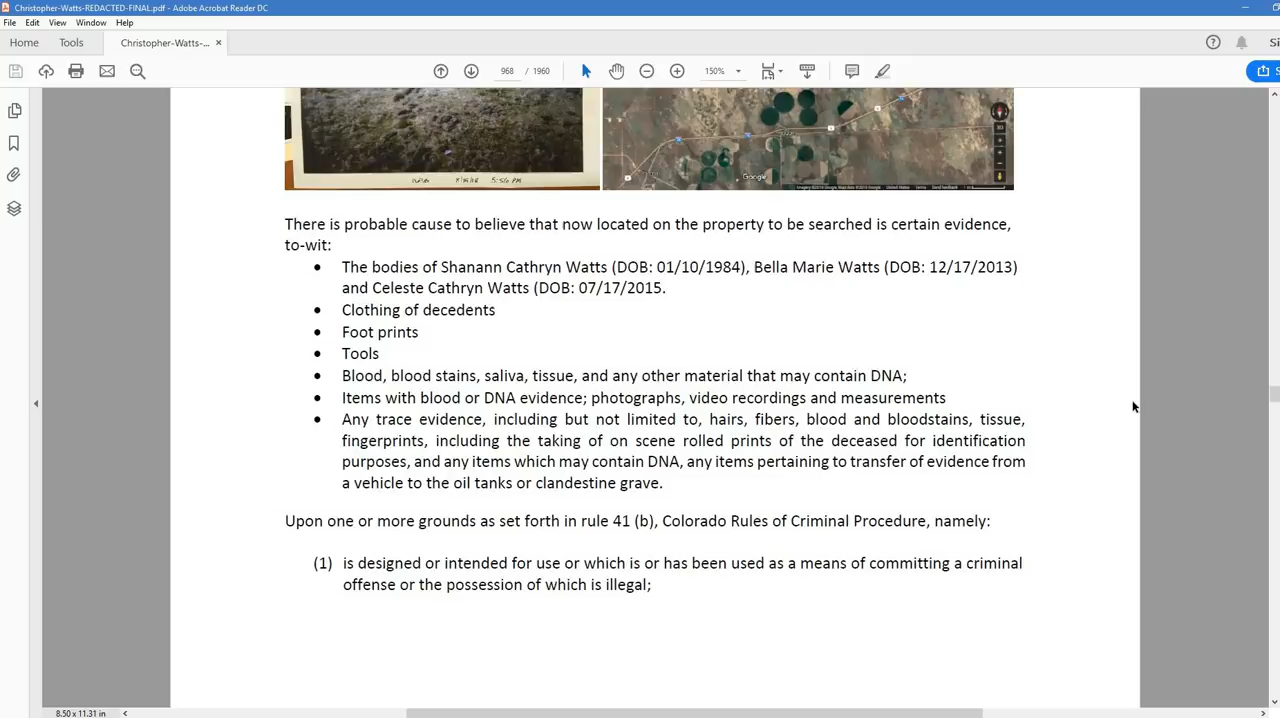 Christopher-Watts-REDACTED-FINAL.pdf - Adobe Acrobat Reader DC
File Edit View Window Help
Home Tools Christopher-Watts-... ×
968 / 1960 150%
5:56 PM
Google
There is probable cause to believe that now located on the property to be searched is certain evidence,
to-wit:
• The bodies of Shanann Cathryn Watts (DOB: 01/10/1984), Bella Marie Watts (DOB: 12/17/2013)
and Celeste Cathryn Watts (DOB: 07/17/2015.
• Clothing of decedents
• Foot prints
• Tools
• Blood, blood stains, saliva, tissue, and any other material that may contain DNA;
• Items with blood or DNA evidence; photographs, video recordings and measurements
• Any trace evidence, including but not limited to, hairs, fibers, blood and bloodstains, tissue,
fingerprints, including the taking of on scene rolled prints of the deceased for identification
purposes, and any items which may contain DNA, any items pertaining to transfer of evidence from
a vehicle to the oil tanks or clandestine grave.
Upon one or more grounds as set forth in rule 41 (b), Colorado Rules of Criminal Procedure, namely:
(1) is designed or intended for use or which is or has been used as a means of committing a criminal
offense or the possession of which is illegal;
8.50 x 11.31 in